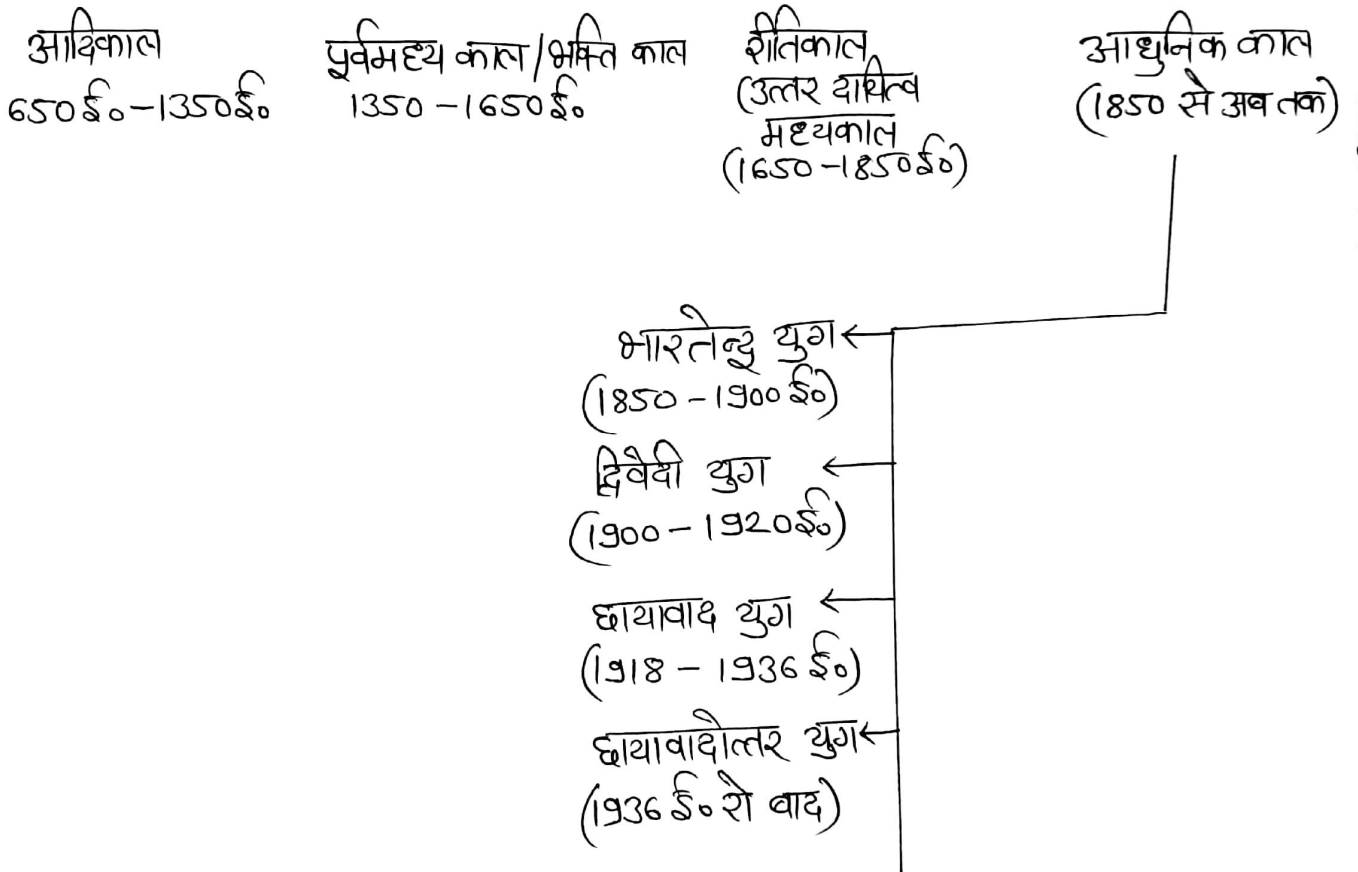 आदिकाल
650ई० - 1350ई०
पूर्वमध्य काल / भक्ति काल
1350 - 1650ई०
रीतिकाल
(उत्तर दायित्व
मध्यकाल
(1650 - 1850ई०)
आधुनिक काल
(1850 से अब तक)
भारतेन्दु युग
(1850 - 1900 ई०)
द्विवेदी युग
(1900 - 1920ई०)
छायावाद युग
(1918 - 1936 ई०)
छायावादोत्तर युग
(1936 ई० से बाद)